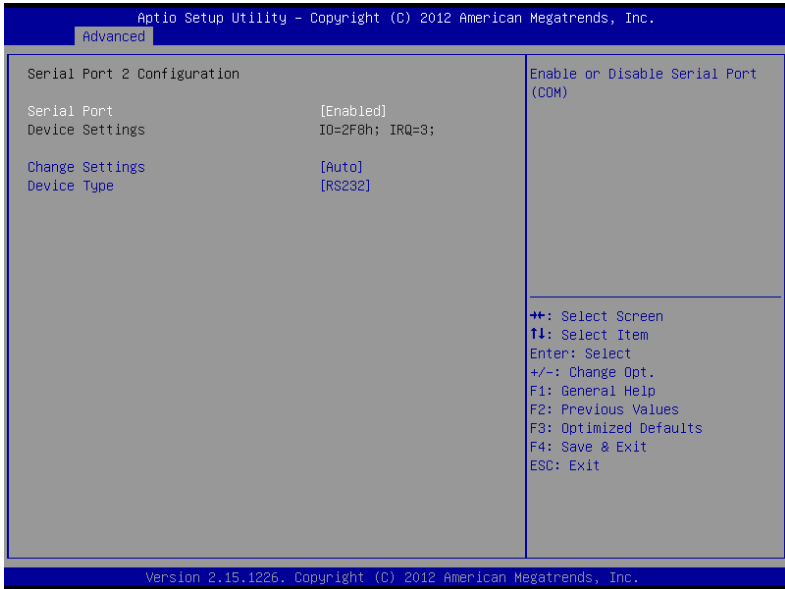 Aptio Setup Utility – Copyright (C) 2012 American Megatrends, Inc.
Advanced
Serial Port 2 Configuration
Serial Port [Enabled]
Device Settings IO=2F8h; IRQ=3;
Change Settings [Auto]
Device Type [RS232]
Enable or Disable Serial Port
(COM)
→←: Select Screen
↑↓: Select Item
Enter: Select
+/-: Change Opt.
F1: General Help
F2: Previous Values
F3: Optimized Defaults
F4: Save & Exit
ESC: Exit
Version 2.15.1226. Copyright (C) 2012 American Megatrends, Inc.